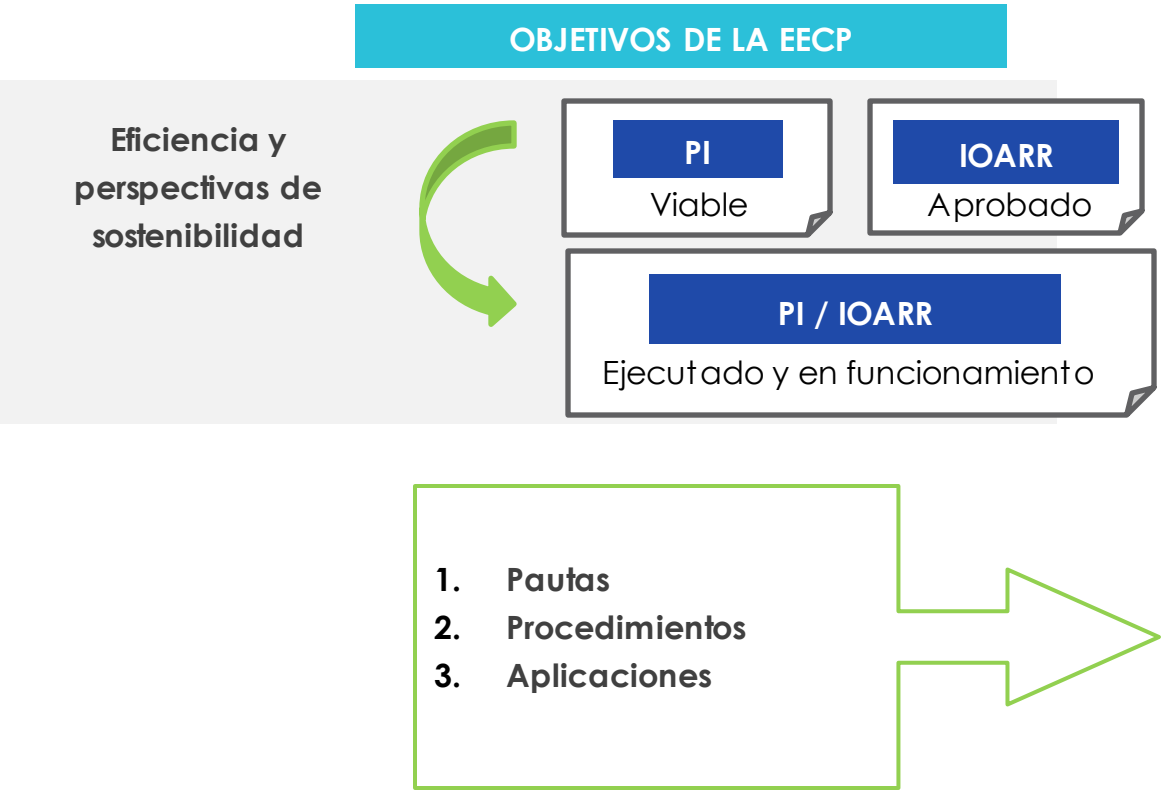 OBJETIVOS DE LA EECP
Eficiencia y
perspectivas de
sostenibilidad
PI
Viable
IOARR
Aprobado
PI / IOARR
Ejecutado y en funcionamiento
1. Pautas
2. Procedimientos
3. Aplicaciones